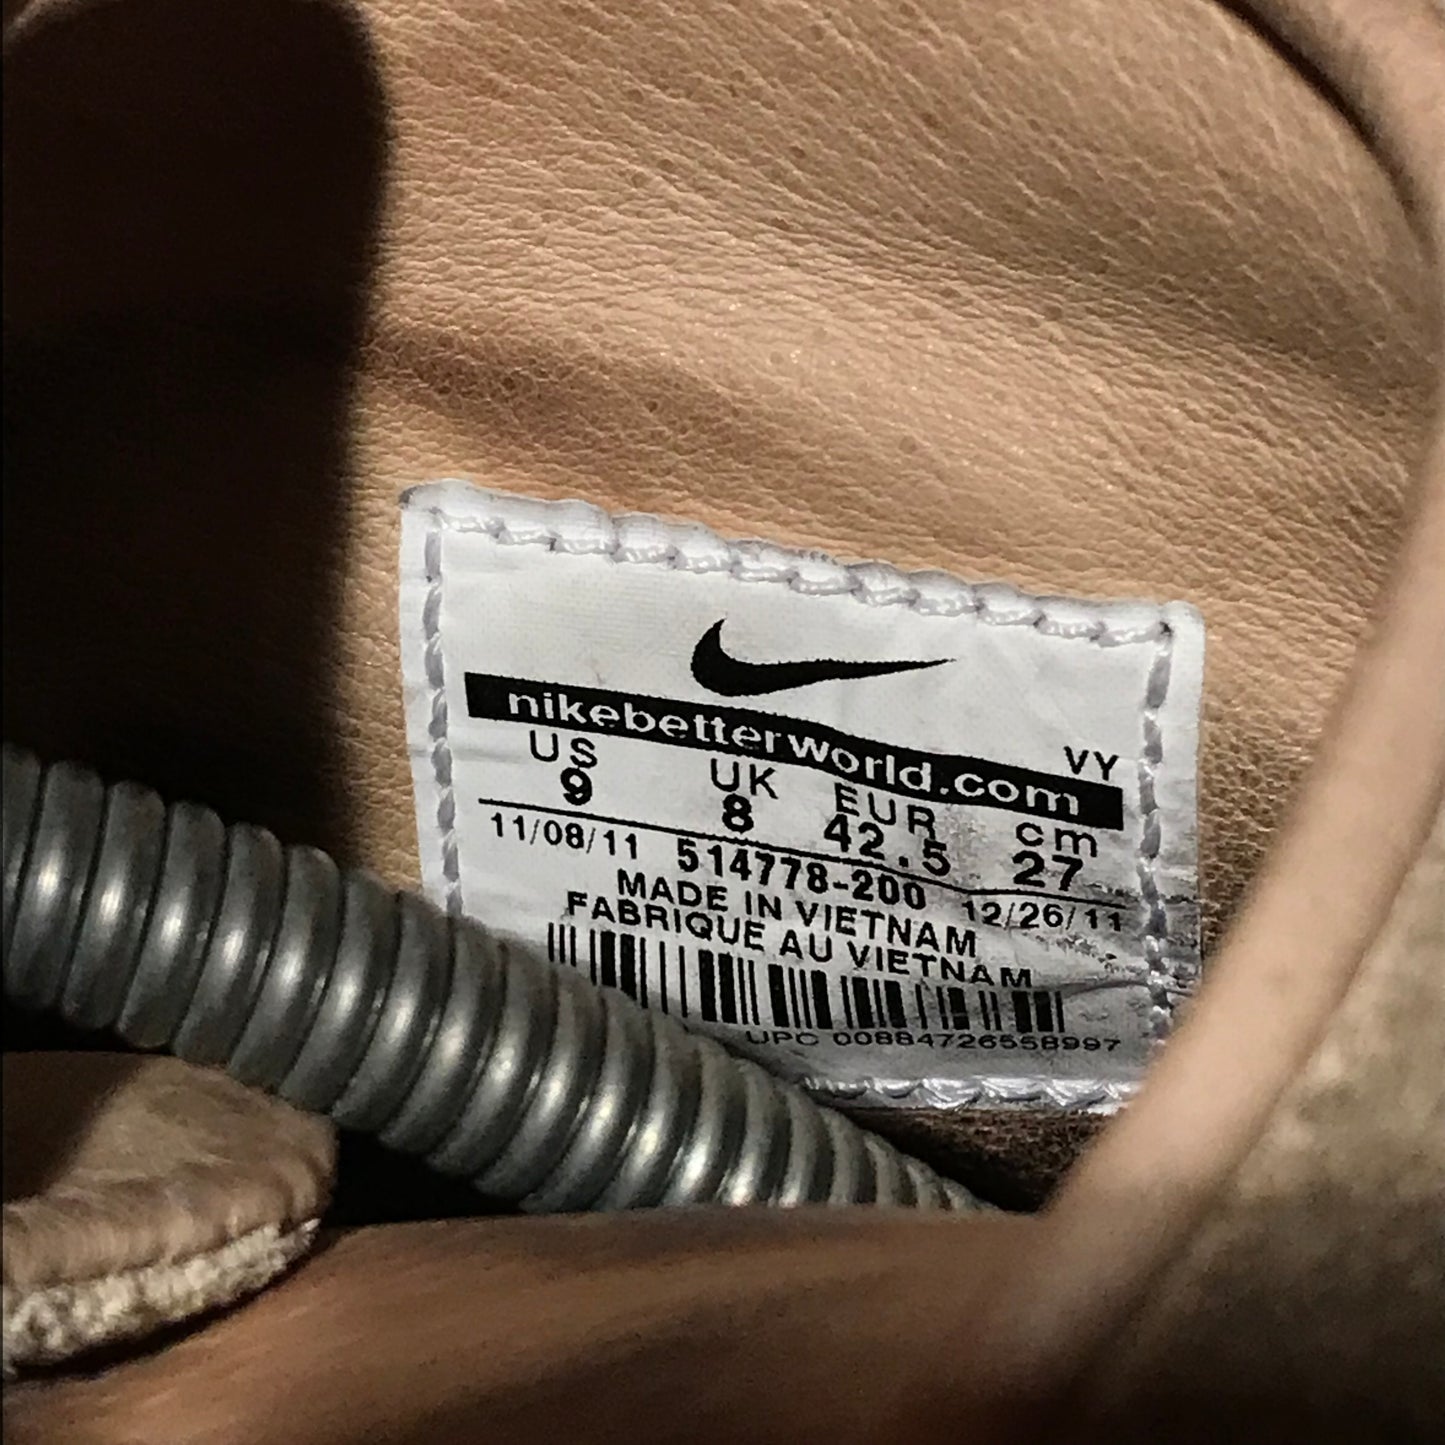 nikebetterworld.com
VY
US UK EUR cm
9 8 42.5 27
11/08/11 514778-200 12/26/11
MADE IN VIETNAM
FABRIQUE AU VIETNAM
UPC 00884726558997